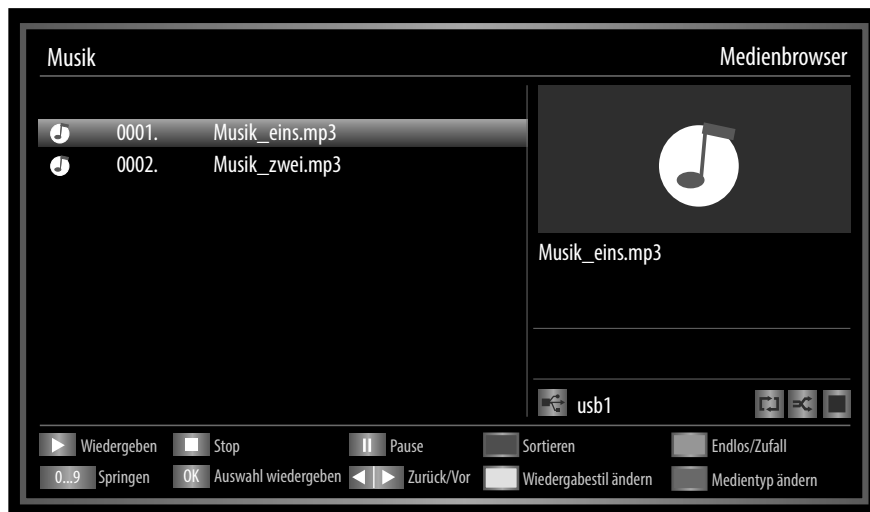 Musik
Medienbrowser
0001. Musik_eins.mp3
0002. Musik_zwei.mp3
Musik_eins.mp3
usb1
Wiedergeben Stop Pause Sortieren Endlos/Zufall
0...9 Springen OK Auswahl wiedergeben Zurück/Vor Wiedergabestil ändern Medientyp ändern